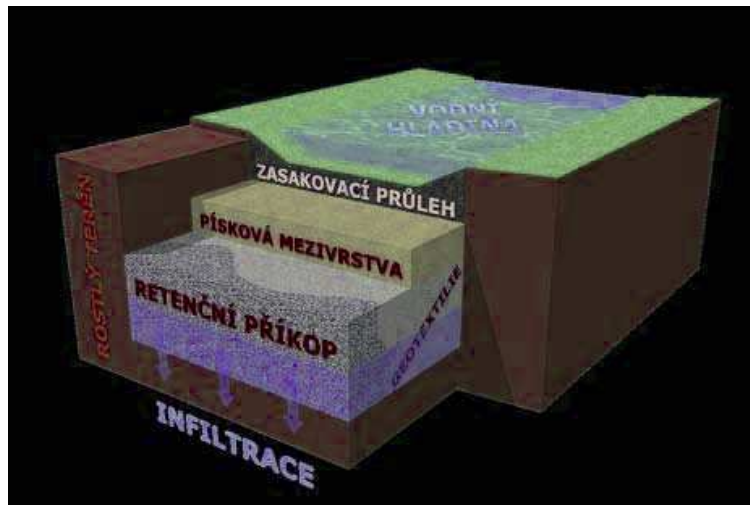 VODNÍ
HLADINA
ZASAKOVACÍ PRŮLEH
PÍSKOVÁ MEZIVRSTVA
ROSTLÝ TERÉN
RETENČNÍ PŘÍKOP
GEOTEXTILIE
INFILTRACE